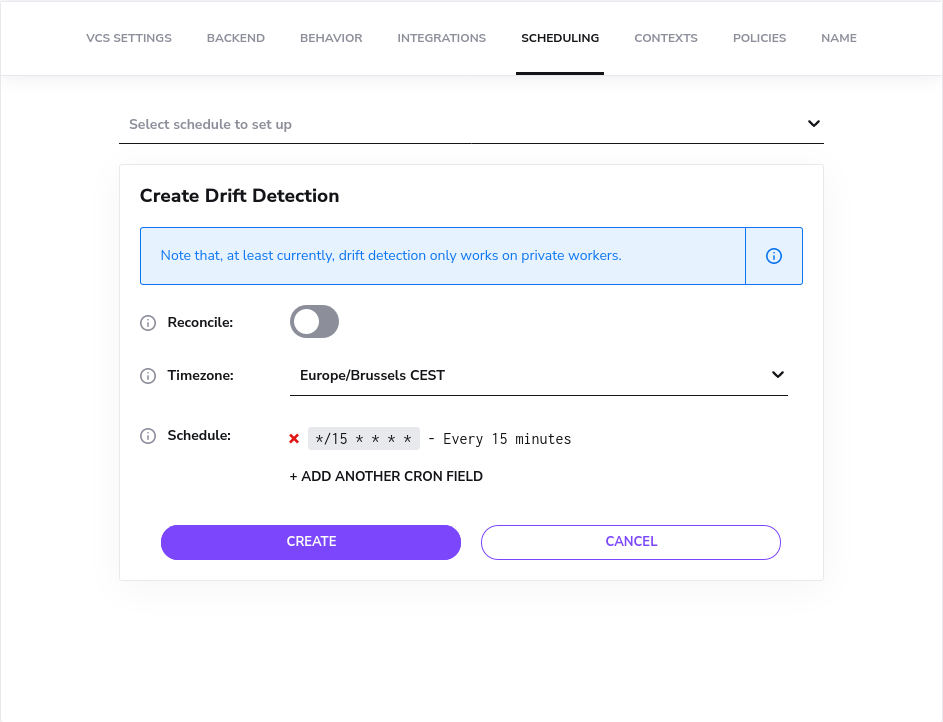 VCS SETTINGS BACKEND BEHAVIOR INTEGRATIONS SCHEDULING CONTEXTS POLICIES NAME
Select schedule to set up
Create Drift Detection
Note that, at least currently, drift detection only works on private workers.
Reconcile:
Timezone: Europe/Brussels CEST
Schedule: */15 * * * * - Every 15 minutes
+ ADD ANOTHER CRON FIELD
CREATE CANCEL